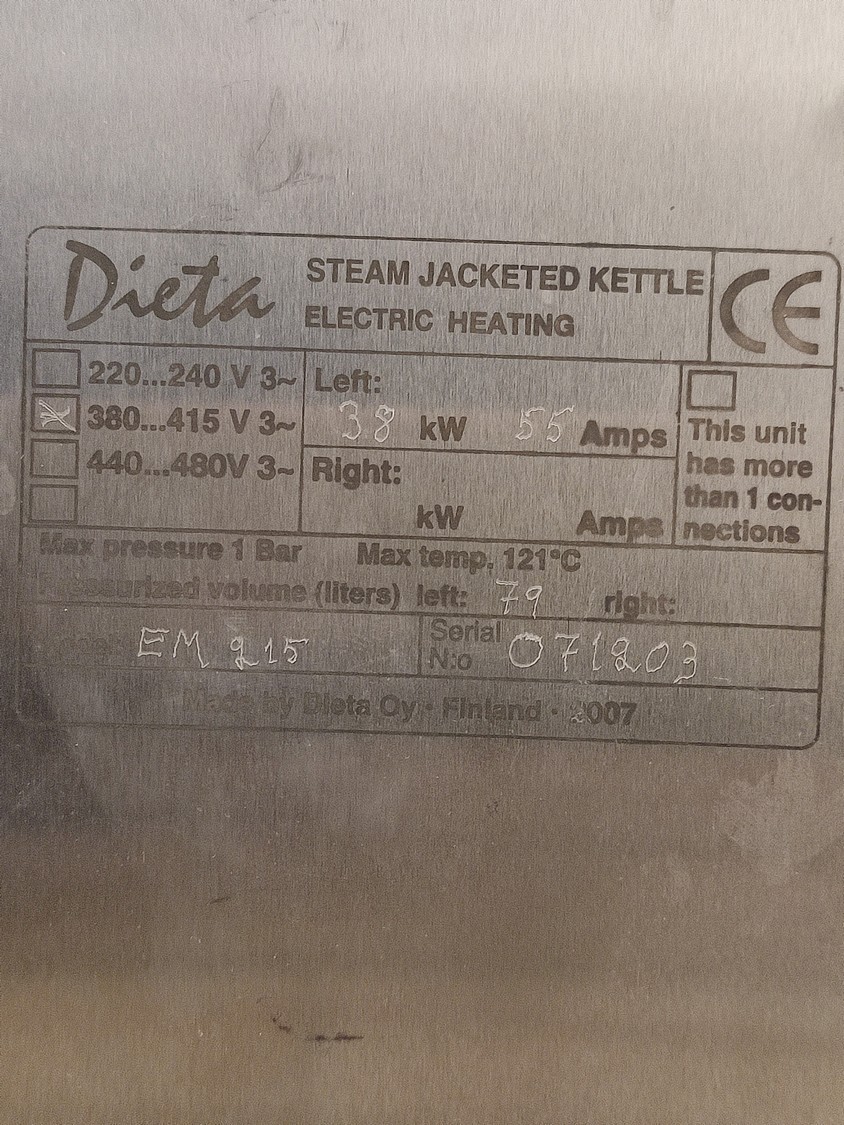 Dieta
STEAM JACKETED KETTLE
ELECTRIC HEATING
CE
220...240 V 3~
380...415 V 3~
440...480V 3~
Left:
38 kW 55 Amps
Right:
kW Amps
This unit
has more
than 1 con-
nections
Max pressure 1 Bar Max temp. 121°C
Pressurized volume (liters) left: 79 right:
EM 215
Serial
N:o 071203
Made by Dieta Oy · Finland · 2007